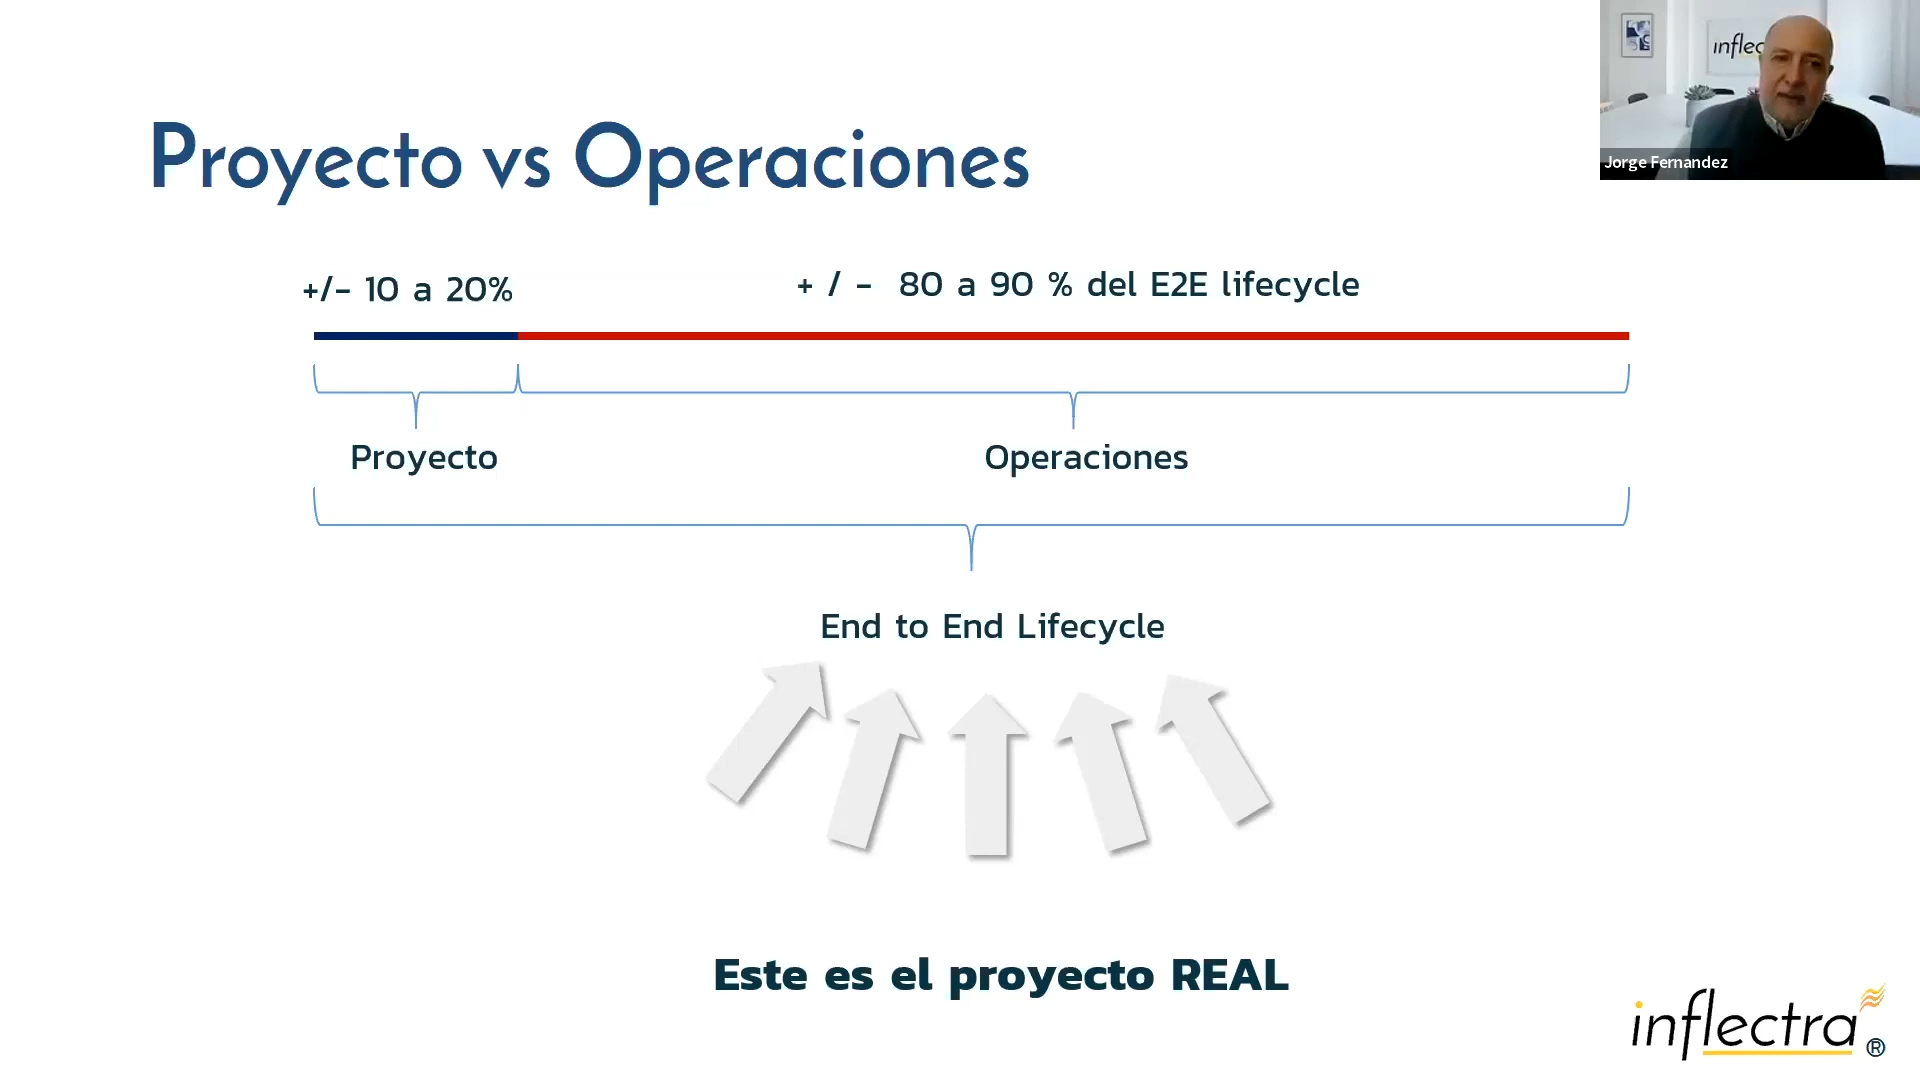 Proyecto vs Operaciones
inflec
Jorge Fernandez
+/- 10 a 20%
+ / - 80 a 90 % del E2E lifecycle
Proyecto
Operaciones
End to End Lifecycle
Este es el proyecto REAL
inflectra®